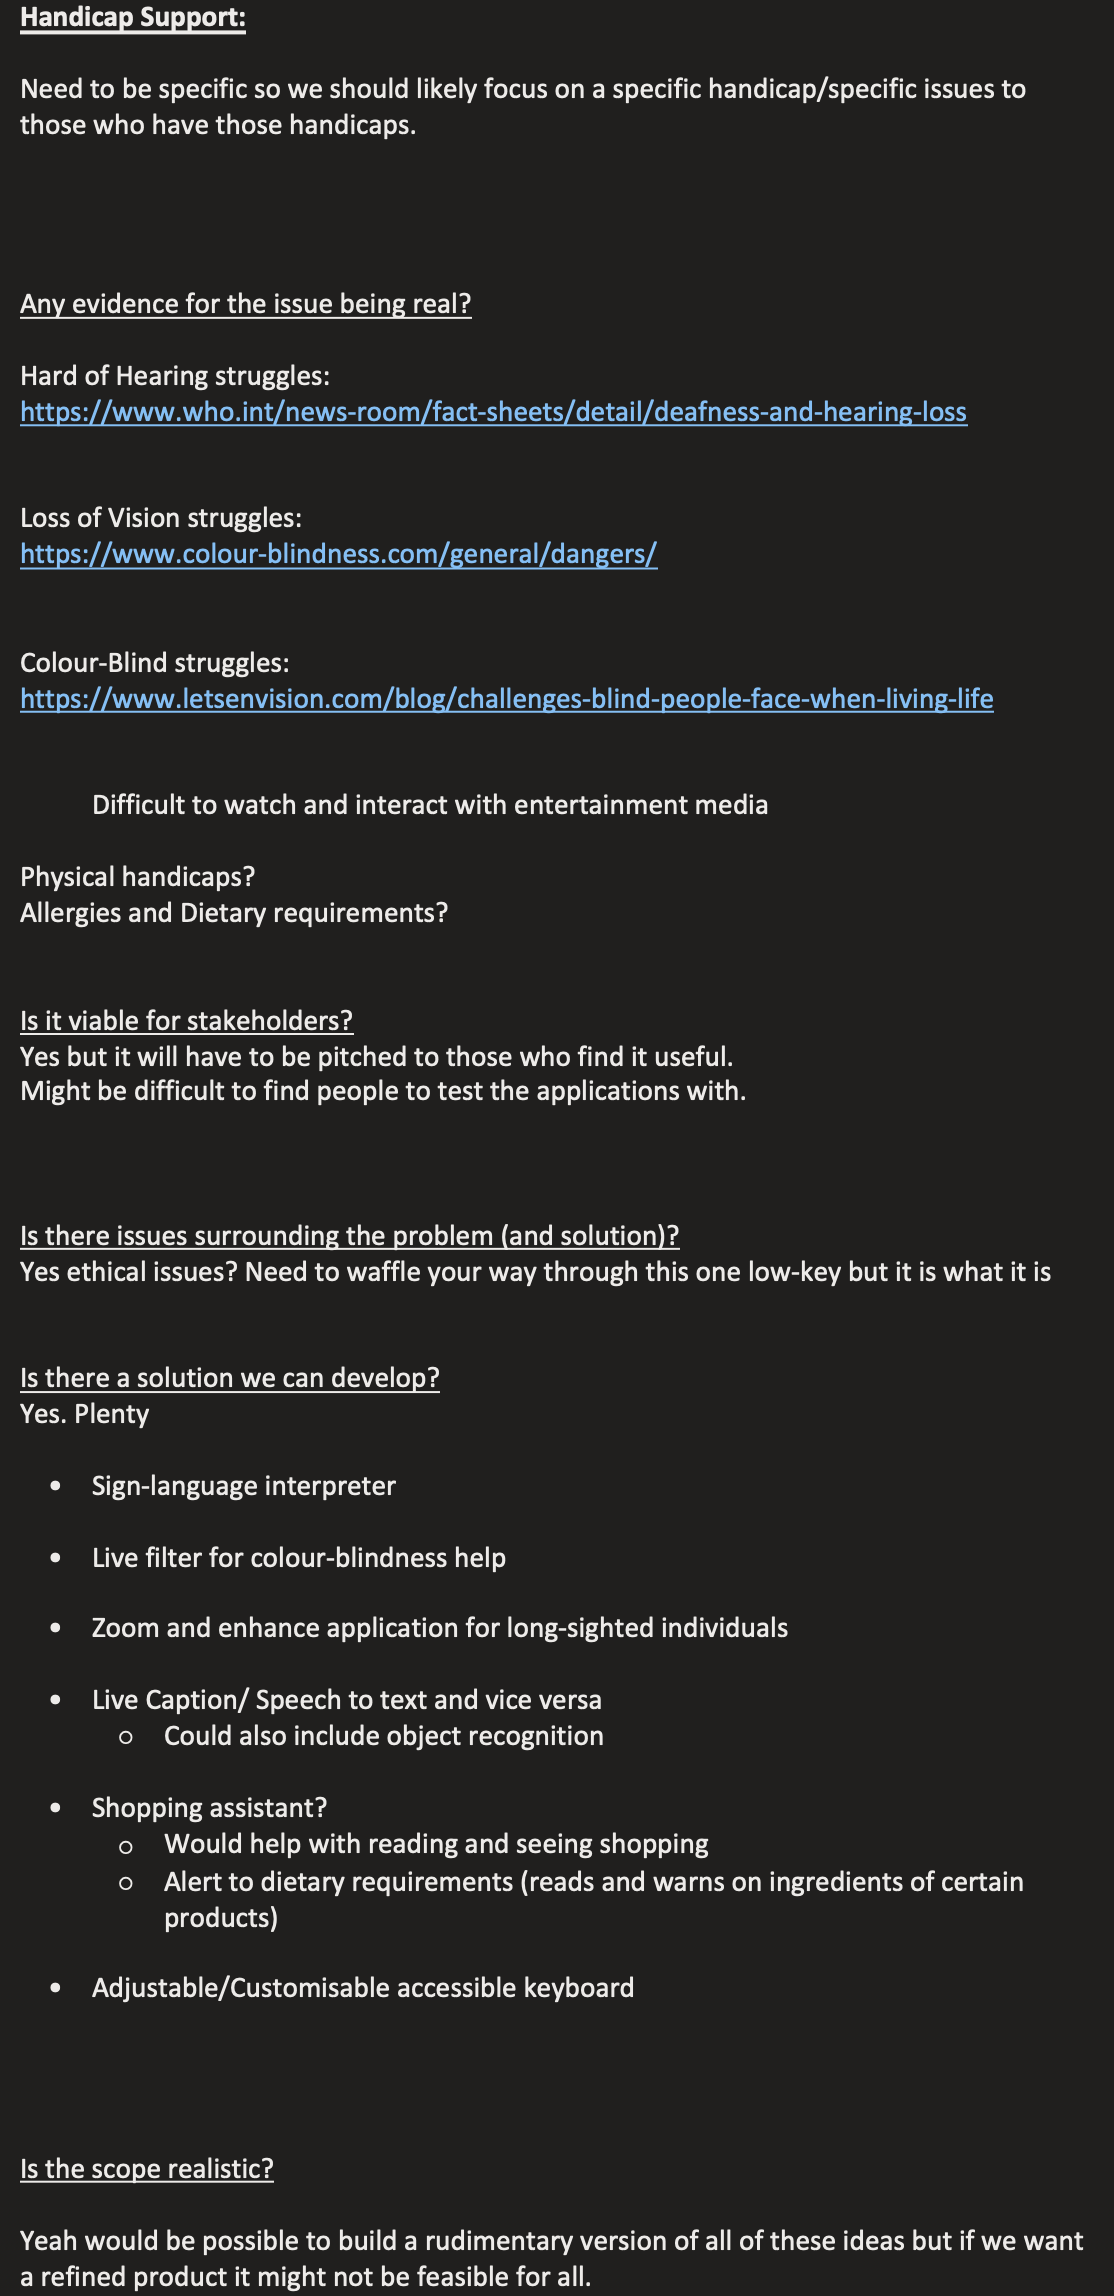 Handicap Support:
Need to be specific so we should likely focus on a specific handicap/specific issues to
those who have those handicaps.
Any evidence for the issue being real?
Hard of Hearing struggles:
https://www.who.int/news-room/fact-sheets/detail/deafness-and-hearing-loss
Loss of Vision struggles:
https://www.colour-blindness.com/general/dangers/
Colour-Blind struggles:
https://www.letsenvision.com/blog/challenges-blind-people-face-when-living-life
Difficult to watch and interact with entertainment media
Physical handicaps?
Allergies and Dietary requirements?
Is it viable for stakeholders?
Yes but it will have to be pitched to those who find it useful.
Might be difficult to find people to test the applications with.
Is there issues surrounding the problem (and solution)?
Yes ethical issues? Need to waffle your way through this one low-key but it is what it is
Is there a solution we can develop?
Yes. Plenty
• Sign-language interpreter
• Live filter for colour-blindness help
• Zoom and enhance application for long-sighted individuals
• Live Caption/ Speech to text and vice versa
○ Could also include object recognition
• Shopping assistant?
○ Would help with reading and seeing shopping
○ Alert to dietary requirements (reads and warns on ingredients of certain
products)
• Adjustable/Customisable accessible keyboard
Is the scope realistic?
Yeah would be possible to build a rudimentary version of all of these ideas but if we want
a refined product it might not be feasible for all.